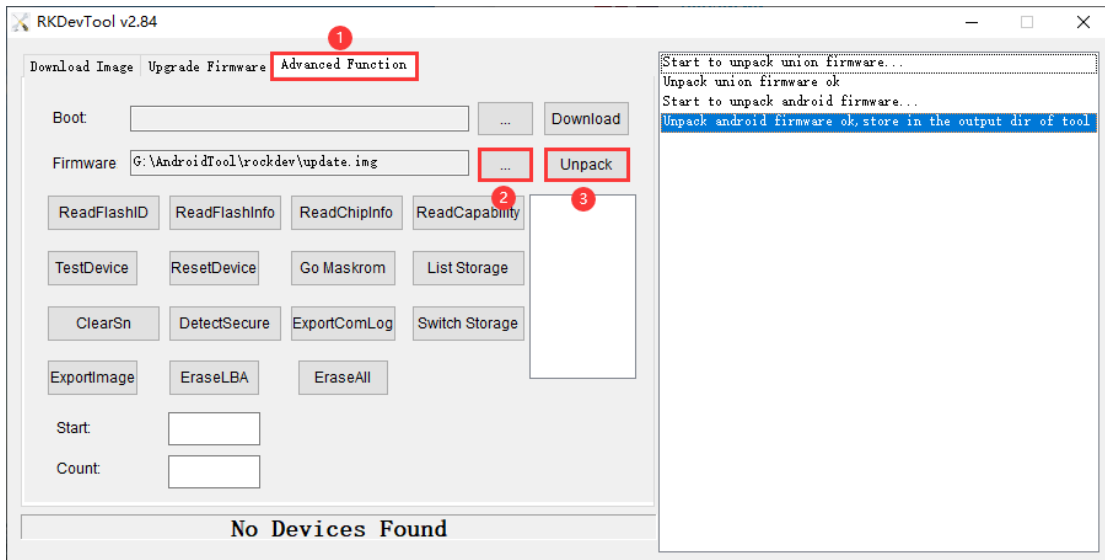 RKDevTool v2.84
1
Download Image Upgrade Firmware Advanced Function
Boot:
... Download
Firmware G:\AndroidTool\rockdev\update.img ... Unpack
2 3
ReadFlashID ReadFlashInfo ReadChipInfo ReadCapability
TestDevice ResetDevice Go Maskrom List Storage
ClearSn DetectSecure ExportComLog Switch Storage
ExportImage EraseLBA EraseAll
Start:
Count:
No Devices Found
Start to unpack union firmware...
Unpack union firmware ok
Start to unpack android firmware...
Unpack android firmware ok,store in the output dir of tool